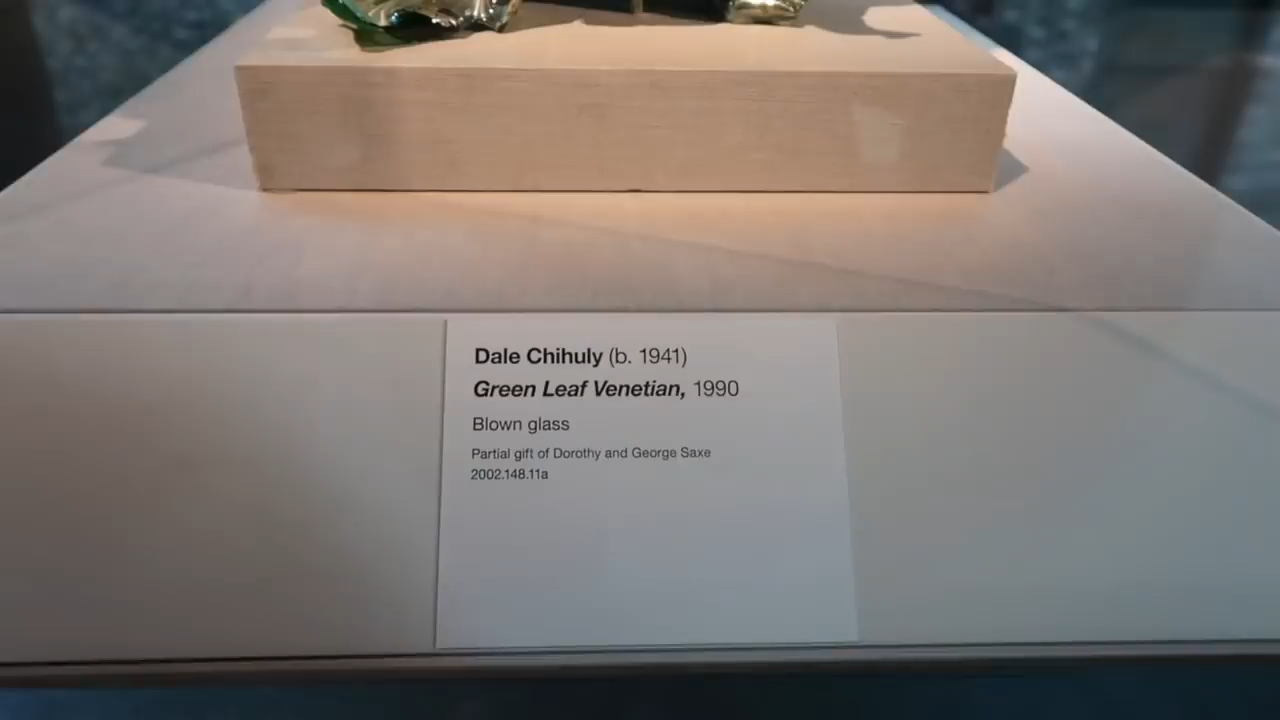 Dale Chihuly (b. 1941)
Green Leaf Venetian, 1990
Blown glass
Partial gift of Dorothy and George Saxe
2002.148.11a